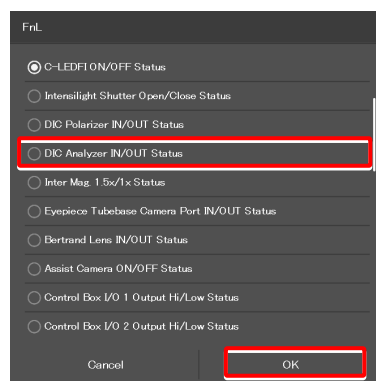 FnL
C-LEDFI ON/OFF Status
Intensilight Shutter Open/Close Status
DIC Polarizer IN/OUT Status
DIC Analyzer IN/OUT Status
Inter Mag. 1.5x/1x Status
Eyepiece Tubebase Camera Port IN/OUT Status
Bertrand Lens IN/OUT Status
Assist Camera ON/OFF Status
Control Box I/O 1 Output Hi/Low Status
Control Box I/O 2 Output Hi/Low Status
Cancel
OK